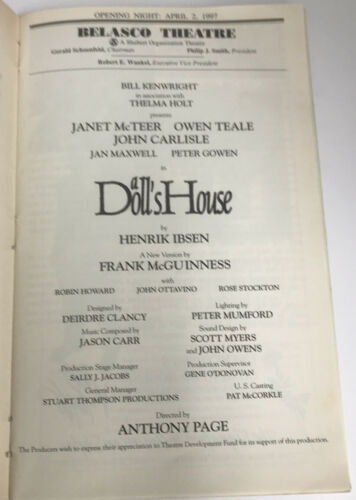 OPENING NIGHT: APRIL 2, 1997
BELASCO THEATRE
A Shubert Organization Theatre
Gerald Schoenfeld, Chairman Philip J. Smith, President
Robert E. Wankel, Executive Vice President
BILL KENWRIGHT
in association with
THELMA HOLT
presents
JANET McTEER OWEN TEALE
JOHN CARLISLE
JAN MAXWELL PETER GOWEN
in
a Doll's House
by
HENRIK IBSEN
A New Version by
FRANK McGUINNESS
with
ROBIN HOWARD JOHN OTTAVINO ROSE STOCKTON
Designed by Lighting by
DEIRDRE CLANCY PETER MUMFORD
Music Composed by Sound Design by
JASON CARR SCOTT MYERS
and JOHN OWENS
Production Stage Manager Production Supervisor
SALLY J. JACOBS GENE O'DONOVAN
General Manager U. S. Casting
STUART THOMPSON PRODUCTIONS PAT McCORKLE
Directed by
ANTHONY PAGE
The Producers wish to express their appreciation to Theatre Development Fund for its support of this production.